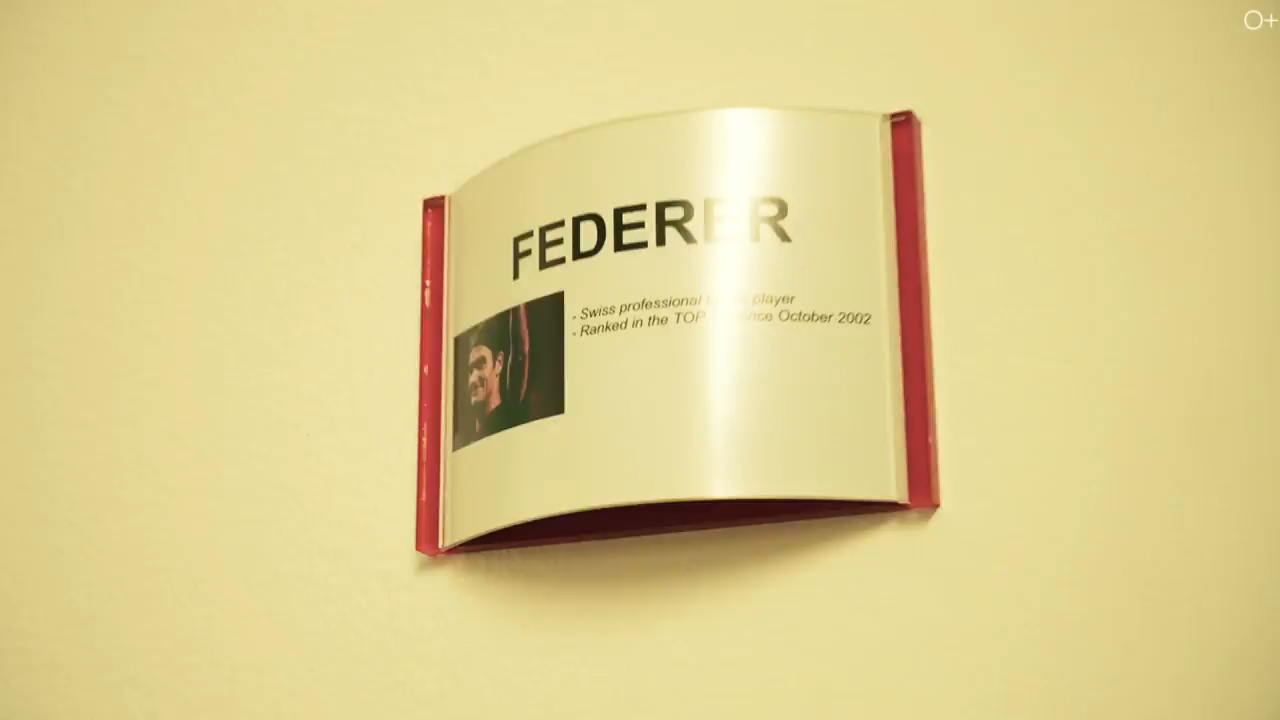 O+
FEDERER
- Swiss professional player
- Ranked in the TOP October 2002